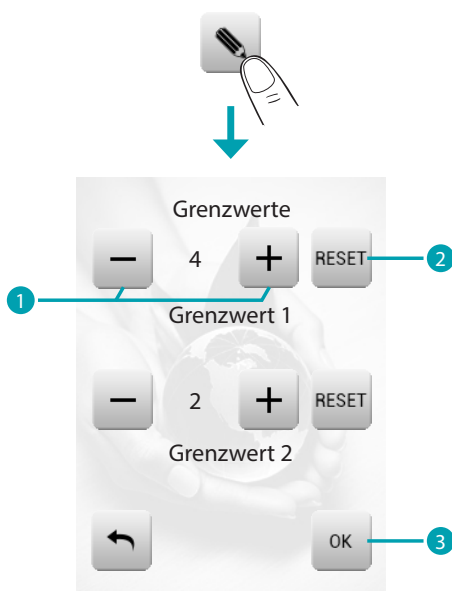 Grenzwerte
− 4 + RESET 2
1
Grenzwert 1
− 2 + RESET
Grenzwert 2
OK 3